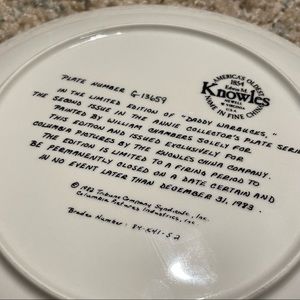 PLATE NUMBER G-13659
IN THE LIMITED EDITION OF "DADDY WARBUCKS,"
THE SECOND ISSUE IN THE ANNIE COLLECTOR'S PLATE SERIES
PAINTED BY WILLIAM CHAMBERS SOLELY FOR
THIS EDITION AND ISSUED EXCLUSIVELY FOR
COLUMBIA PICTURES BY THE KNOWLES CHINA COMPANY.
THE EDITION IS LIMITED TO A FIRING PERIOD TO
BE PERMANENTLY CLOSED ON A DATE CERTAIN AND
IN NO EVENT LATER THAN DECEMBER 31, 1983.
© 1982 Tribune Company Syndicate, Inc.
Columbia Pictures Industries, Inc.
Bradex Number: 84-K41-5.2
AMERICA'S OLDEST
1854
Edwin M.
Knowles
W. VIRGINIA
USA
NAME IN FINE CHINA